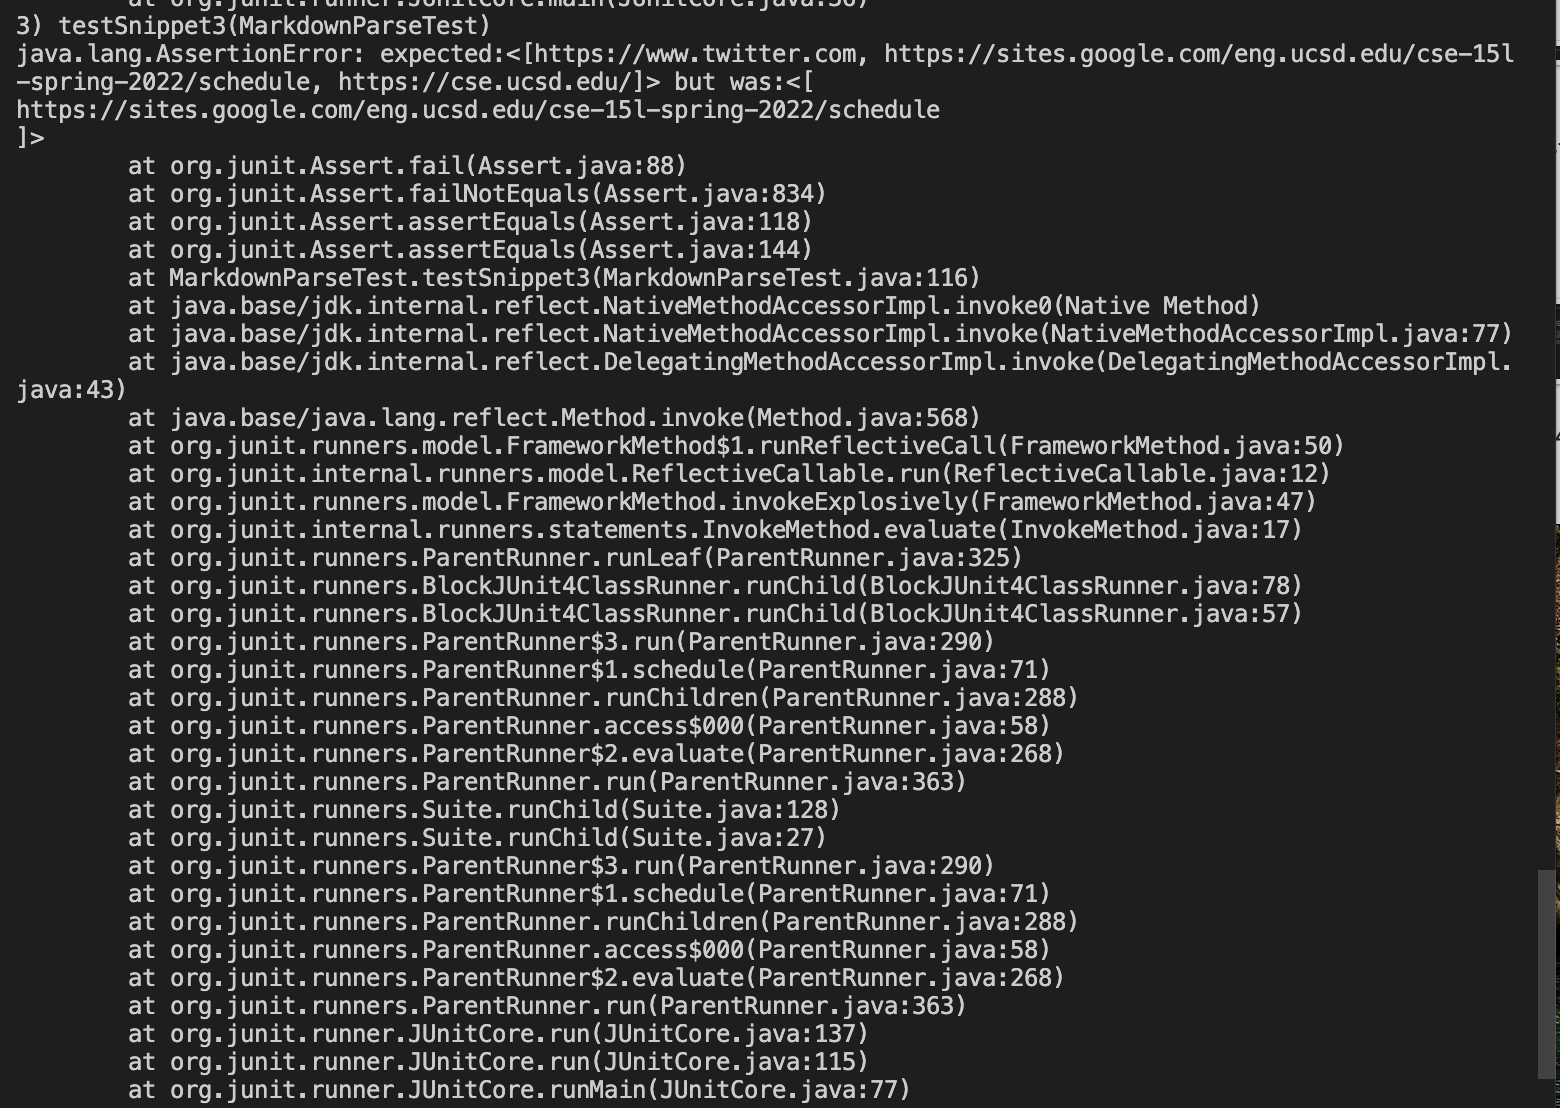 at org.junit.runner.JUnitCore.main(JUnitCore.java:36)
3) testSnippet3(MarkdownParseTest)
java.lang.AssertionError: expected:<[https://www.twitter.com, https://sites.google.com/eng.ucsd.edu/cse-15l
-spring-2022/schedule, https://cse.ucsd.edu/]> but was:<[
https://sites.google.com/eng.ucsd.edu/cse-15l-spring-2022/schedule
]>
at org.junit.Assert.fail(Assert.java:88)
at org.junit.Assert.failNotEquals(Assert.java:834)
at org.junit.Assert.assertEquals(Assert.java:118)
at org.junit.Assert.assertEquals(Assert.java:144)
at MarkdownParseTest.testSnippet3(MarkdownParseTest.java:116)
at java.base/jdk.internal.reflect.NativeMethodAccessorImpl.invoke0(Native Method)
at java.base/jdk.internal.reflect.NativeMethodAccessorImpl.invoke(NativeMethodAccessorImpl.java:77)
at java.base/jdk.internal.reflect.DelegatingMethodAccessorImpl.invoke(DelegatingMethodAccessorImpl.
java:43)
at java.base/java.lang.reflect.Method.invoke(Method.java:568)
at org.junit.runners.model.FrameworkMethod$1.runReflectiveCall(FrameworkMethod.java:50)
at org.junit.internal.runners.model.ReflectiveCallable.run(ReflectiveCallable.java:12)
at org.junit.runners.model.FrameworkMethod.invokeExplosively(FrameworkMethod.java:47)
at org.junit.internal.runners.statements.InvokeMethod.evaluate(InvokeMethod.java:17)
at org.junit.runners.ParentRunner.runLeaf(ParentRunner.java:325)
at org.junit.runners.BlockJUnit4ClassRunner.runChild(BlockJUnit4ClassRunner.java:78)
at org.junit.runners.BlockJUnit4ClassRunner.runChild(BlockJUnit4ClassRunner.java:57)
at org.junit.runners.ParentRunner$3.run(ParentRunner.java:290)
at org.junit.runners.ParentRunner$1.schedule(ParentRunner.java:71)
at org.junit.runners.ParentRunner.runChildren(ParentRunner.java:288)
at org.junit.runners.ParentRunner.access$000(ParentRunner.java:58)
at org.junit.runners.ParentRunner$2.evaluate(ParentRunner.java:268)
at org.junit.runners.ParentRunner.run(ParentRunner.java:363)
at org.junit.runners.Suite.runChild(Suite.java:128)
at org.junit.runners.Suite.runChild(Suite.java:27)
at org.junit.runners.ParentRunner$3.run(ParentRunner.java:290)
at org.junit.runners.ParentRunner$1.schedule(ParentRunner.java:71)
at org.junit.runners.ParentRunner.runChildren(ParentRunner.java:288)
at org.junit.runners.ParentRunner.access$000(ParentRunner.java:58)
at org.junit.runners.ParentRunner$2.evaluate(ParentRunner.java:268)
at org.junit.runners.ParentRunner.run(ParentRunner.java:363)
at org.junit.runner.JUnitCore.run(JUnitCore.java:137)
at org.junit.runner.JUnitCore.run(JUnitCore.java:115)
at org.junit.runner.JUnitCore.runMain(JUnitCore.java:77)